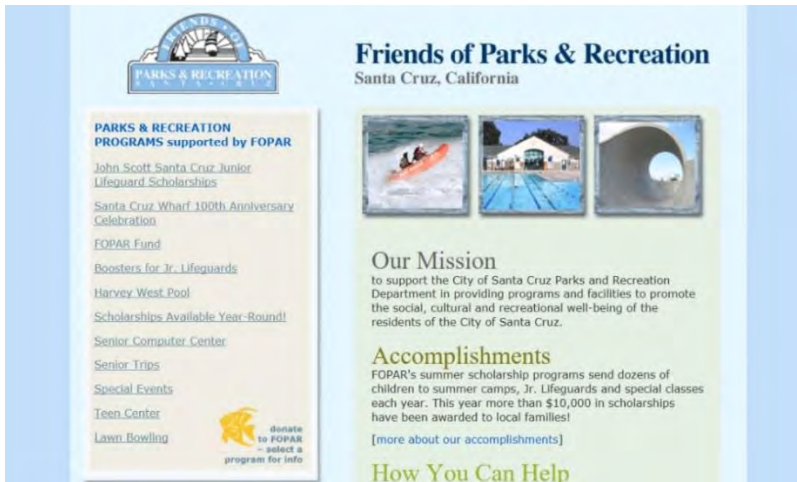 FRIENDS OF
PARKS & RECREATION
SANTA CRUZ
Friends of Parks & Recreation
Santa Cruz, California
PARKS & RECREATION
PROGRAMS supported by FOPAR
John Scott Santa Cruz Junior
Lifeguard Scholarships
Santa Cruz Wharf 100th Anniversary
Celebration
FOPAR Fund
Boosters for Jr. Lifeguards
Harvey West Pool
Scholarships Available Year-Round!
Senior Computer Center
Senior Trips
Special Events
Teen Center
Lawn Bowling
donate
to FOPAR
– select a
program for info
Our Mission
to support the City of Santa Cruz Parks and Recreation
Department in providing programs and facilities to promote
the social, cultural and recreational well-being of the
residents of the City of Santa Cruz.
Accomplishments
FOPAR's summer scholarship programs send dozens of
children to summer camps, Jr. Lifeguards and special classes
each year. This year more than $10,000 in scholarships
have been awarded to local families!
[more about our accomplishments]
How You Can Help